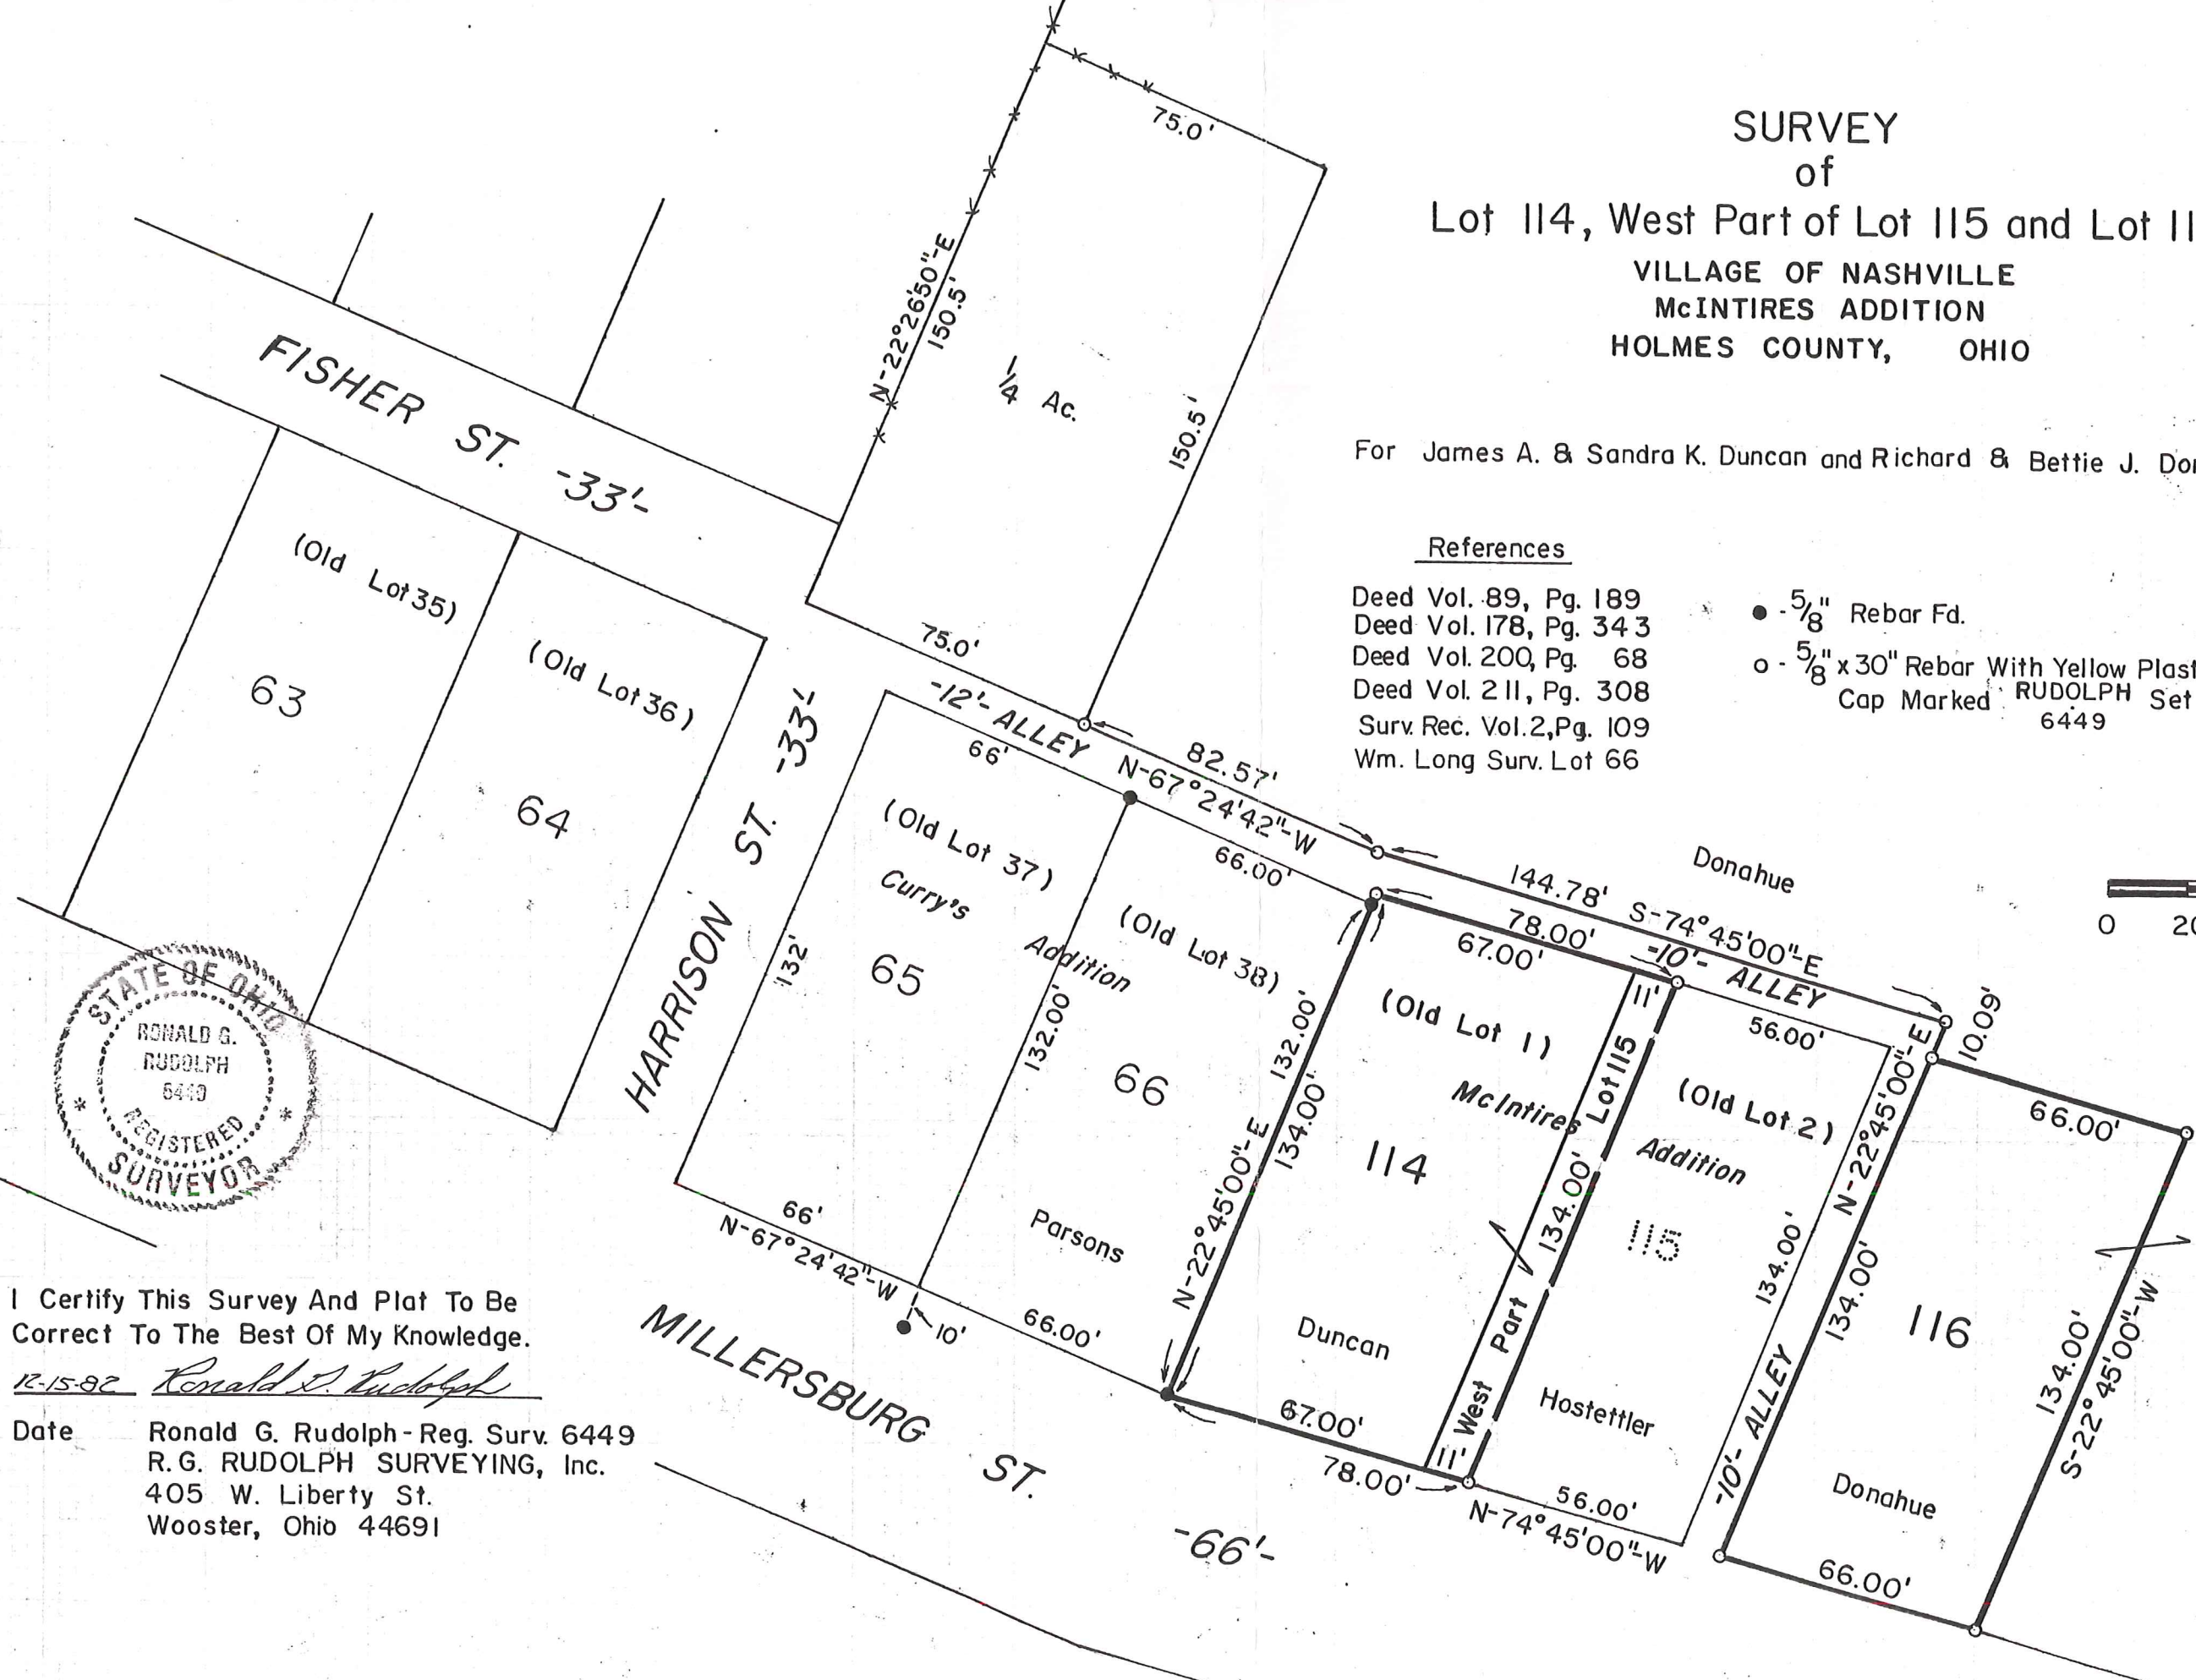 SURVEY
of
Lot 114, West Part of Lot 115 and Lot 11
VILLAGE OF NASHVILLE
McINTIRES ADDITION
HOLMES COUNTY, OHIO
For James A. & Sandra K. Duncan and Richard & Bettie J. Do
References
Deed Vol. 89, Pg. 189
Deed Vol. 178, Pg. 343
Deed Vol. 200, Pg. 68
Deed Vol. 211, Pg. 308
Surv. Rec. Vol. 2, Pg. 109
Wm. Long Surv. Lot 66
- 5/8" Rebar Fd.
- 5/8" x 30" Rebar With Yellow Plast
Cap Marked RUDOLPH Set
6449
0 20
75.0'
N-22°26'50"-E
150.5'
1/4 Ac.
150.5'
75.0'
FISHER ST. -33'-
(Old Lot 35)
63
(Old Lot 36)
64
HARRISON ST. -33'-
-12'- ALLEY
N-67°24'42"-W
82.57'
66'
(Old Lot 37)
Curry's Addition
65
132'
66'
N-67°24'42"-W
132.00'
66.00'
(Old Lot 38)
66
Parsons
66.00'
10'
132.00'
134.00'
N-22°45'00"-E
144.78'
S-74°45'00"-E
Donahue
78.00'
67.00'
-10'- ALLEY
(Old Lot 1)
McIntires Addition
114
Duncan
67.00'
78.00'
11'
West Part Lot 115
134.00'
11'
56.00'
(Old Lot 2)
115
Hostettler
56.00'
N-74°45'00"-W
134.00'
N-22°45'00"-E
10.09'
134.00'
-10'- ALLEY
66.00'
116
Donahue
134.00'
S-22°45'00"-W
66.00'
MILLERSBURG ST.
-66'-
STATE OF OHIO
RONALD G.
RUDOLPH
6449
REGISTERED
SURVEYOR
I Certify This Survey And Plat To Be
Correct To The Best Of My Knowledge.
12-15-82 Ronald G. Rudolph
Date Ronald G. Rudolph - Reg. Surv. 6449
R.G. RUDOLPH SURVEYING, Inc.
405 W. Liberty St.
Wooster, Ohio 44691